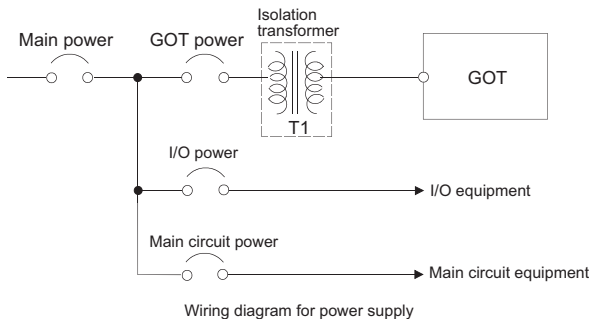 Isolation
transformer
Main power
GOT power
GOT
T1
I/O power
I/O equipment
Main circuit power
Main circuit equipment
Wiring diagram for power supply